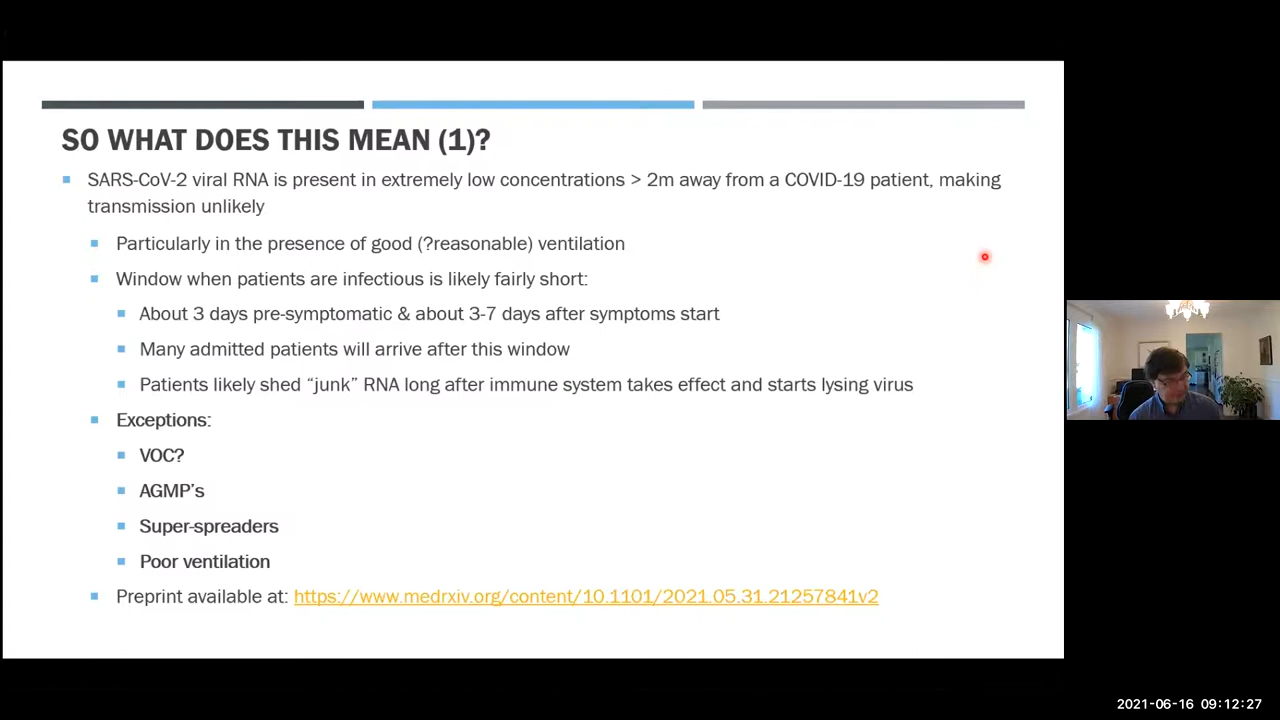 SO WHAT DOES THIS MEAN (1)?
SARS-CoV-2 viral RNA is present in extremely low concentrations > 2m away from a COVID-19 patient, making
transmission unlikely
Particularly in the presence of good (?reasonable) ventilation
Window when patients are infectious is likely fairly short:
About 3 days pre-symptomatic & about 3-7 days after symptoms start
Many admitted patients will arrive after this window
Patients likely shed “junk” RNA long after immune system takes effect and starts lysing virus
Exceptions:
VOC?
AGMP’s
Super-spreaders
Poor ventilation
Preprint available at: https://www.medrxiv.org/content/10.1101/2021.05.31.21257841v2
2021-06-16 09:12:27